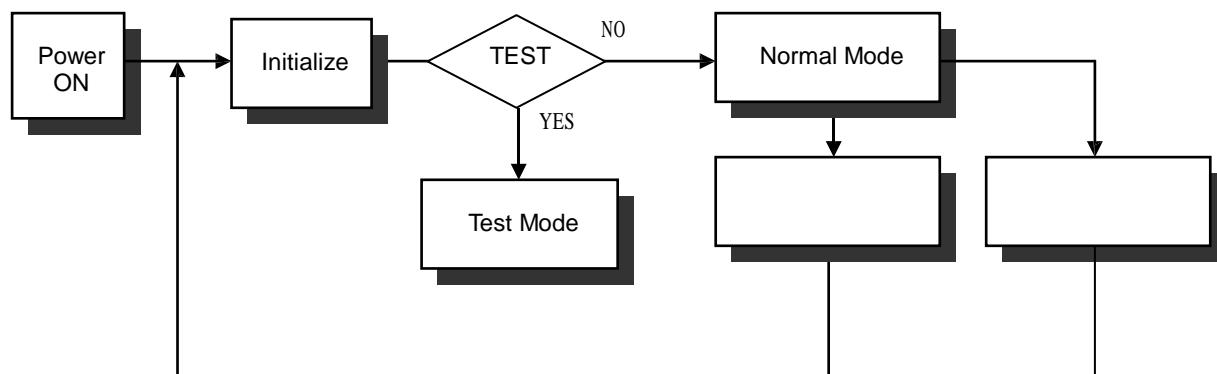 Power
ON
Initialize
TEST
NO
YES
Normal Mode
Test Mode